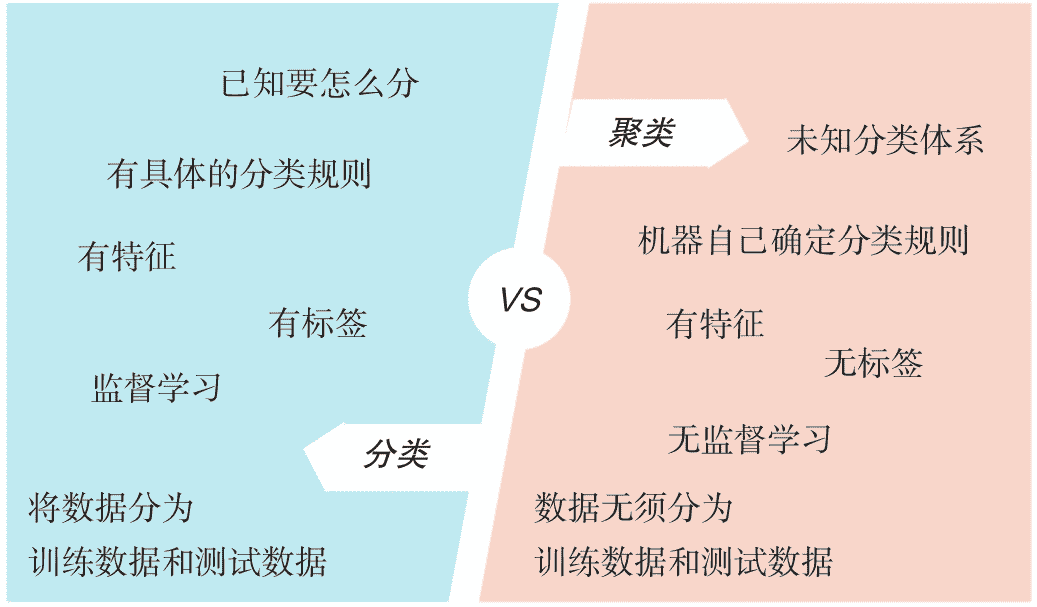 已知要怎么分
有具体的分类规则
有特征
有标签
监督学习
分类
将数据分为
训练数据和测试数据
VS
聚类
未知分类体系
机器自己确定分类规则
有特征
无标签
无监督学习
数据无须分为
训练数据和测试数据